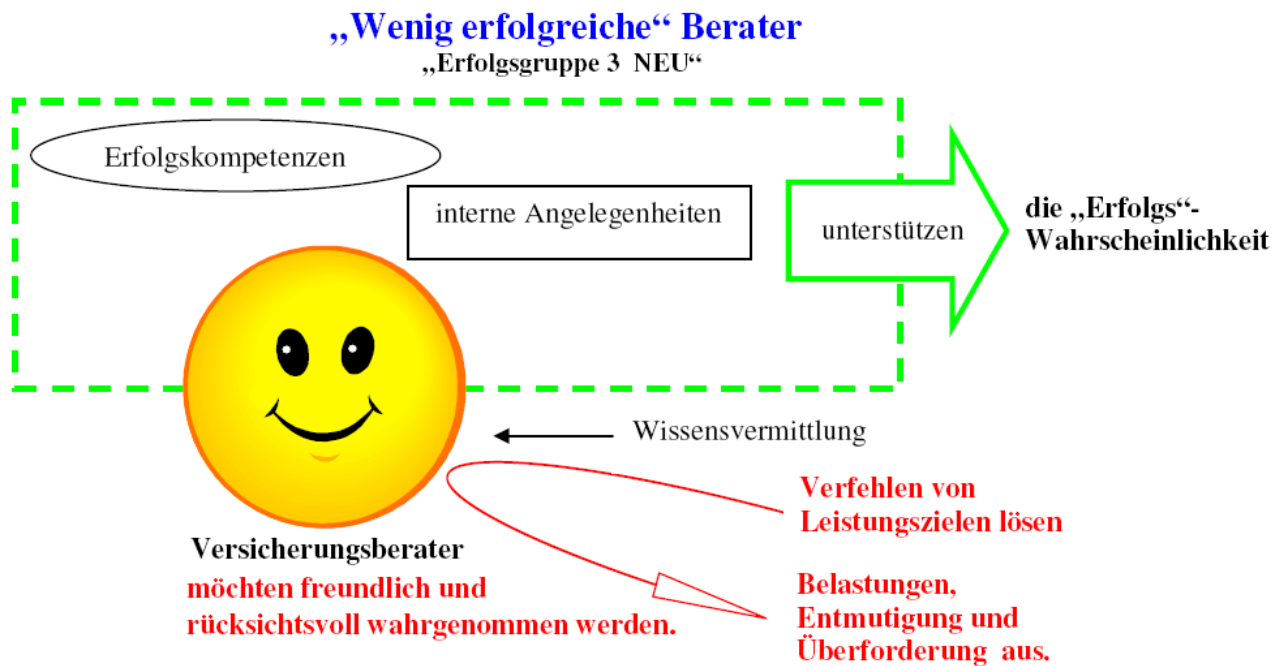 „Wenig erfolgreiche“ Berater
„Erfolgsgruppe 3 NEU“
Erfolgskompetenzen
interne Angelegenheiten
unterstützen
die „Erfolgs“-
Wahrscheinlichkeit
Wissensvermittlung
Verfehlen von
Leistungszielen lösen
Versicherungsberater
möchten freundlich und
rücksichtsvoll wahrgenommen werden.
Belastungen,
Entmutigung und
Überforderung aus.